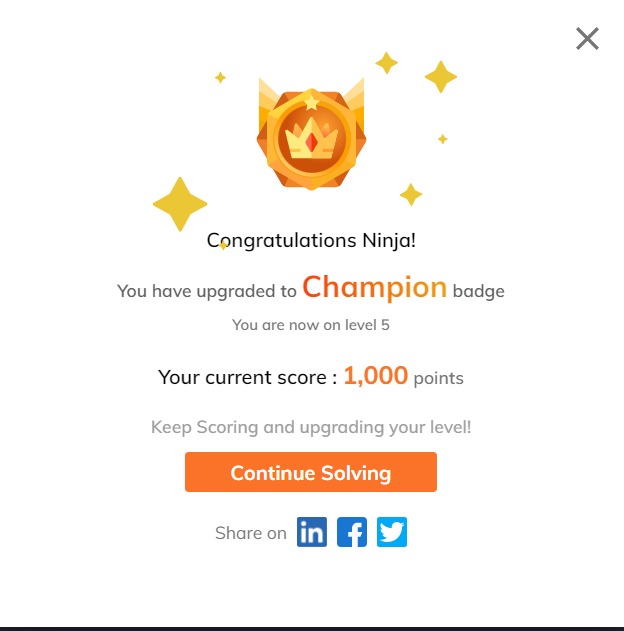 Congratulations Ninja!
You have upgraded to Champion badge
You are now on level 5
Your current score : 1,000 points
Keep Scoring and upgrading your level!
Continue Solving
Share on in f